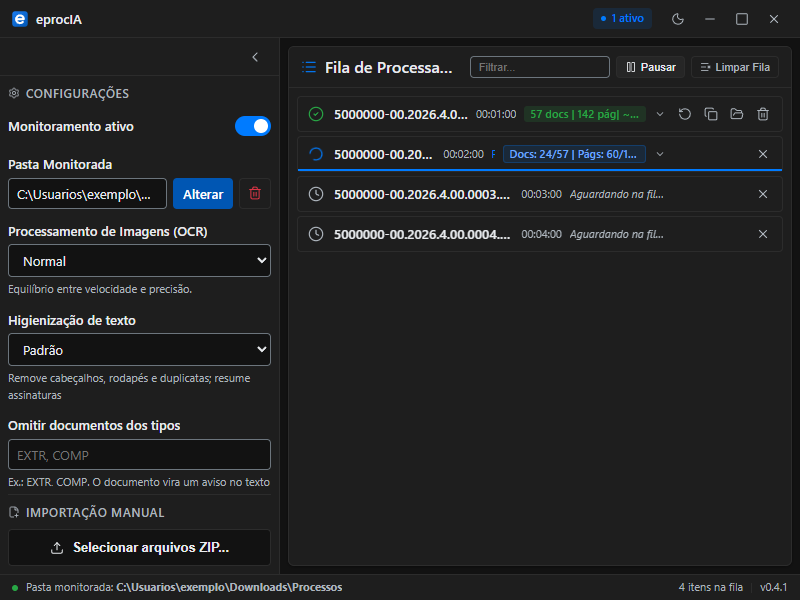 eprocIA
1 ativo
CONFIGURAÇÕES
Monitoramento ativo
Pasta Monitorada
C:\Usuarios\exemplo\...
Alterar
Processamento de Imagens (OCR)
Normal
Equilíbrio entre velocidade e precisão.
Higienização de texto
Padrão
Remove cabeçalhos, rodapés e duplicatas; resume
assinaturas
Omitir documentos dos tipos
EXTR, COMP
Ex.: EXTR. COMP. O documento vira um aviso no texto
IMPORTAÇÃO MANUAL
Selecionar arquivos ZIP...
Fila de Processa...
Filtrar...
Pausar
Limpar Fila
5000000-00.2026.4.0... 00:01:00 57 docs | 142 pág| ~...
5000000-00.20... 00:02:00 Docs: 24/57 | Págs: 60/1...
5000000-00.2026.4.00.0003.... 00:03:00 Aguardando na fil...
5000000-00.2026.4.00.0004.... 00:04:00 Aguardando na fil...
Pasta monitorada: C:\Usuarios\exemplo\Downloads\Processos
4 itens na fila
v0.4.1